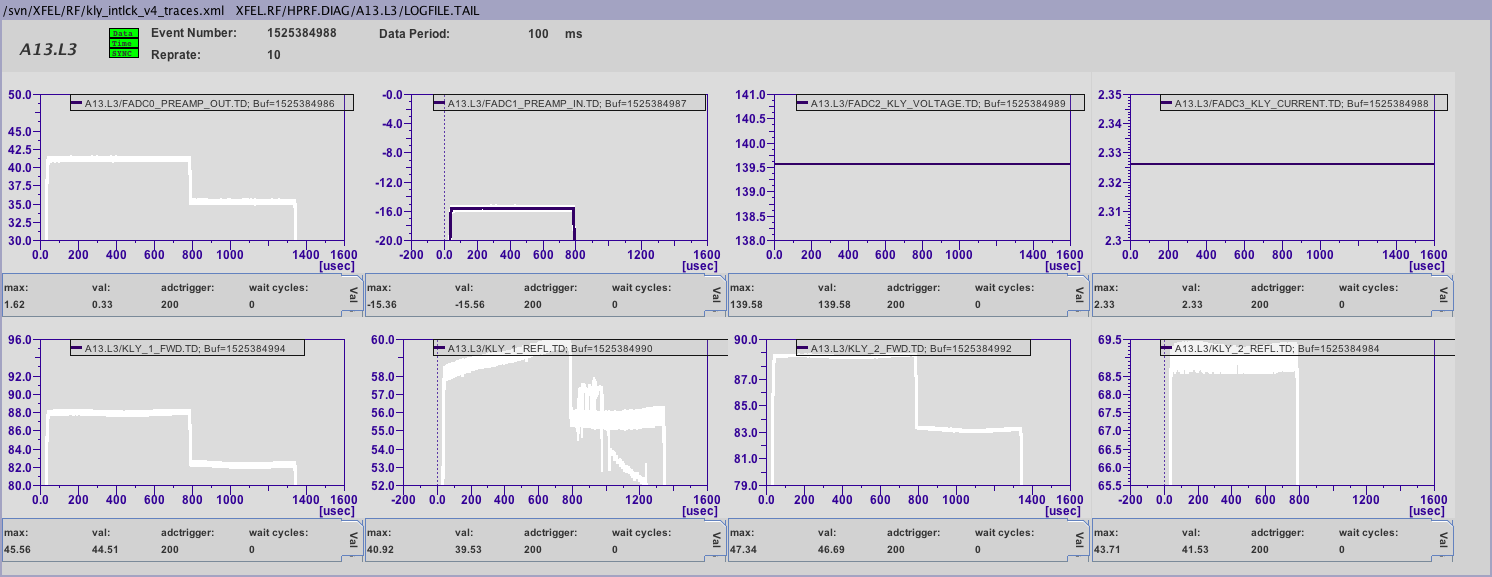 /svn/XFEL/RF/kly_intlck_v4_traces.xml XFEL.RF/HPRF.DIAG/A13.L3/LOGFILE.TAIL
A13.L3
Data
Time
SYNC
Event Number: 1525384988 Data Period: 100 ms
Reprate: 10
A13.L3/FADC0_PREAMP_OUT.TD; Buf=1525384986
50.0
45.0
42.5
40.0
37.5
35.0
32.5
30.0
0.0 200 400 600 800 1000 1400 1600
[usec]
max: val: adctrigger: wait cycles:
1.62 0.33 200 0
Val
A13.L3/FADC1_PREAMP_IN.TD; Buf=1525384987
-0.0
-4.0
-8.0
-12.0
-16.0
-20.0
-200 0.0 200 400 600 800 1200 1600
[usec]
max: val: adctrigger: wait cycles:
-15.36 -15.56 200 0
Val
A13.L3/FADC2_KLY_VOLTAGE.TD; Buf=1525384989
141.0
140.5
140.0
139.5
139.0
138.5
138.0
0.0 200 400 600 1000 1600
[usec]
max: val: adctrigger: wait cycles:
139.58 139.58 200 0
Val
A13.L3/FADC3_KLY_CURRENT.TD; Buf=1525384988
2.35
2.34
2.33
2.32
2.31
2.3
0.0 200 400 600 800 1000 1200 1600
[usec]
max: val: adctrigger: wait cycles:
2.33 2.33 200 0
Val
A13.L3/KLY_1_FWD.TD; Buf=1525384994
96.0
92.0
90.0
88.0
86.0
84.0
82.0
80.0
0.0 200 400 600 800 1000 1400 1600
[usec]
max: val: adctrigger: wait cycles:
45.56 44.51 200 0
Val
A13.L3/KLY_1_REFL.TD; Buf=1525384990
60.0
58.0
56.0
55.0
54.0
53.0
52.0
-200 0.0 200 400 600 800 1200 1600
[usec]
max: val: adctrigger: wait cycles:
40.92 39.53 200 0
Val
A13.L3/KLY_2_FWD.TD; Buf=1525384992
90.0
87.0
85.0
83.0
81.0
79.0
0.0 200 400 600 1000 1600
[usec]
max: val: adctrigger: wait cycles:
47.34 46.69 200 0
Val
A13.L3/KLY_2_REFL.TD; Buf=1525384984
69.5
68.5
68.0
67.5
67.0
66.5
66.0
65.5
-200 0.0 200 400 600 800 1200 1600
[usec]
max: val: adctrigger: wait cycles:
43.71 41.53 200 0
Val